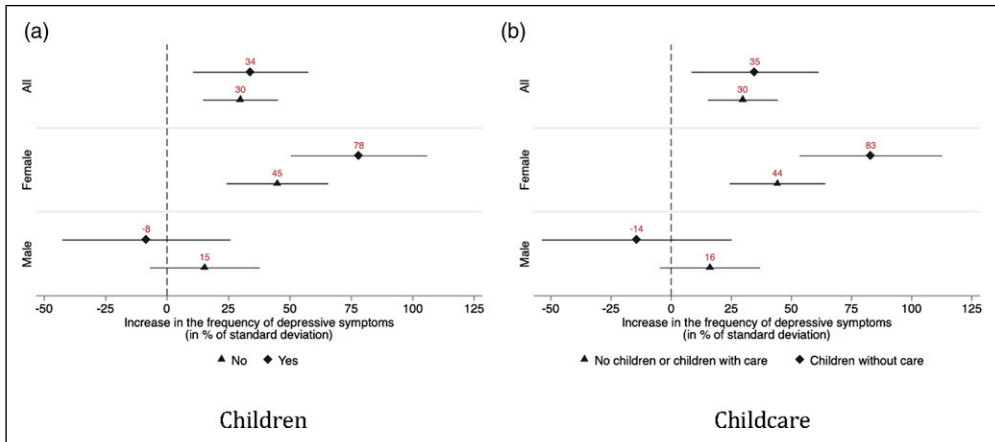 (a)
All
34
30
Female
78
45
Male
-8
15
-50 -25 0 25 50 75 100 125
Increase in the frequency of depressive symptoms
(in % of standard deviation)
▲ No ◆ Yes
Children
(b)
All
35
30
Female
83
44
Male
-14
16
-50 -25 0 25 50 75 100 125
Increase in the frequency of depressive symptoms
(in % of standard deviation)
▲ No children or children with care ◆ Children without care
Childcare